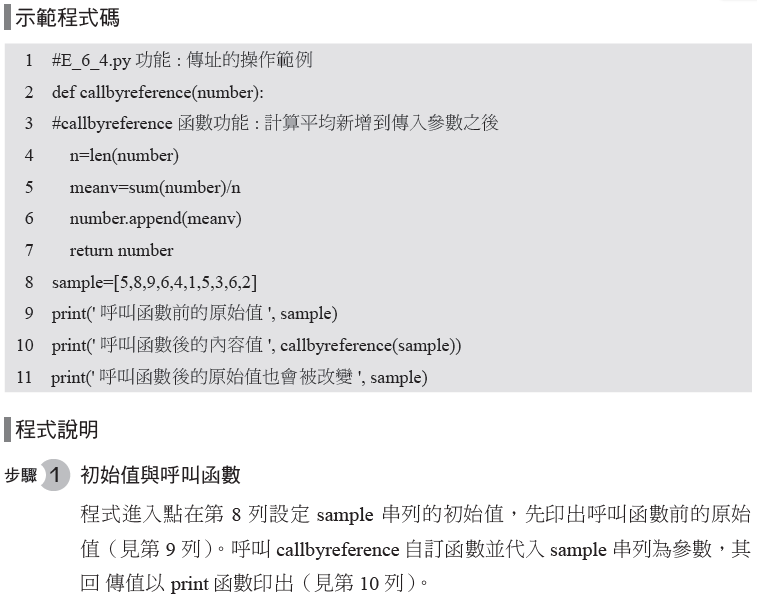 示範程式碼
1 #E_6_4.py 功能 : 傳址的操作範例
2 def callbyreference(number):
3 #callbyreference 函數功能 : 計算平均新增到傳入參數之後
4 n=len(number)
5 meanv=sum(number)/n
6 number.append(meanv)
7 return number
8 sample=[5,8,9,6,4,1,5,3,6,2]
9 print(' 呼叫函數前的原始值 ', sample)
10 print(' 呼叫函數後的內容值 ', callbyreference(sample))
11 print(' 呼叫函數後的原始值也會被改變 ', sample)
程式說明
步驟 1 初始值與呼叫函數
程式進入點在第 8 列設定 sample 串列的初始值，先印出呼叫函數前的原始
值（見第 9 列）。呼叫 callbyreference 自訂函數並代入 sample 串列為參數，其
回 傳值以 print 函數印出（見第 10 列）。